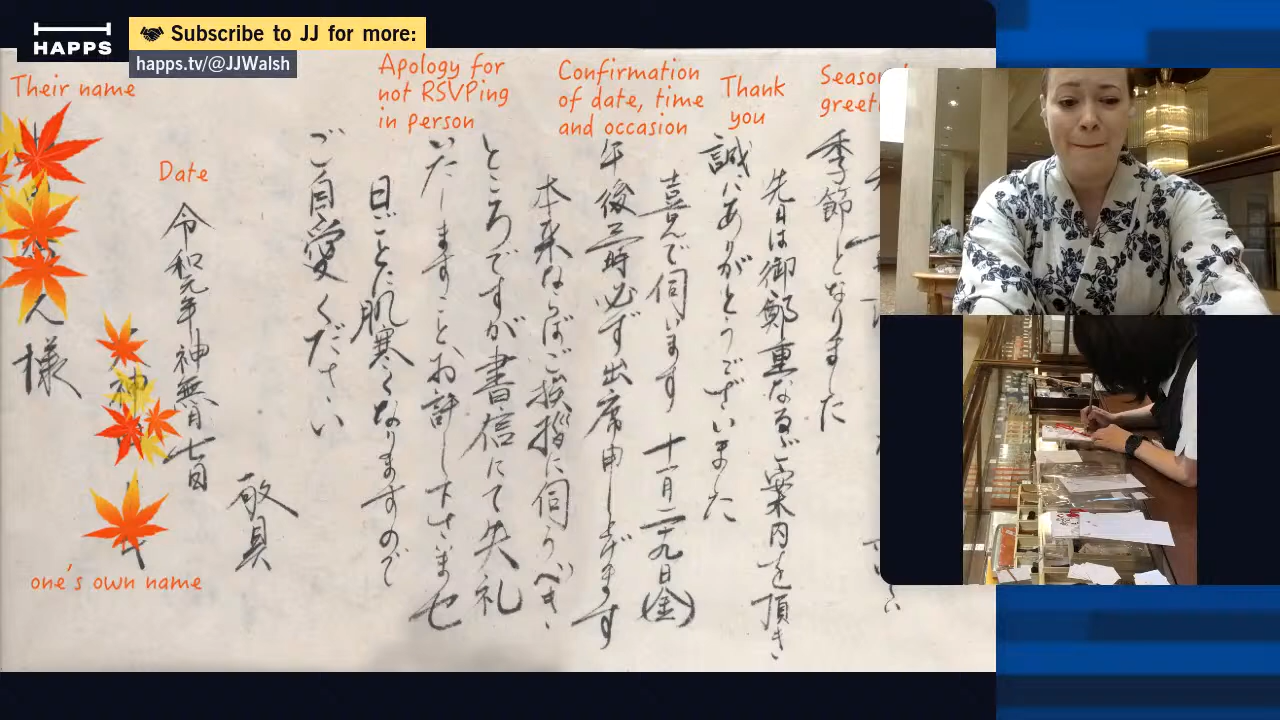 HAPPS
Subscribe to JJ for more:
happs.tv/@JJWalsh
Season
greet
Thank
you
Confirmation
of date, time
and occasion
Apology for
not RSVPing
in person
Date
Their name
one's own name
季節となりました
先日は御鄭重なるご案内を頂き
誠にありがとうございました
喜んで伺います 十一月二十九日(金)
午後三時必ず出席申し上げます
本来ならばご挨拶に伺うべき
ところですが書信にて失礼
いたしますことお許し下さいませ
日ごとに肌寒くなりますので
ご自愛ください
敬具
令和元年神無月七日
様